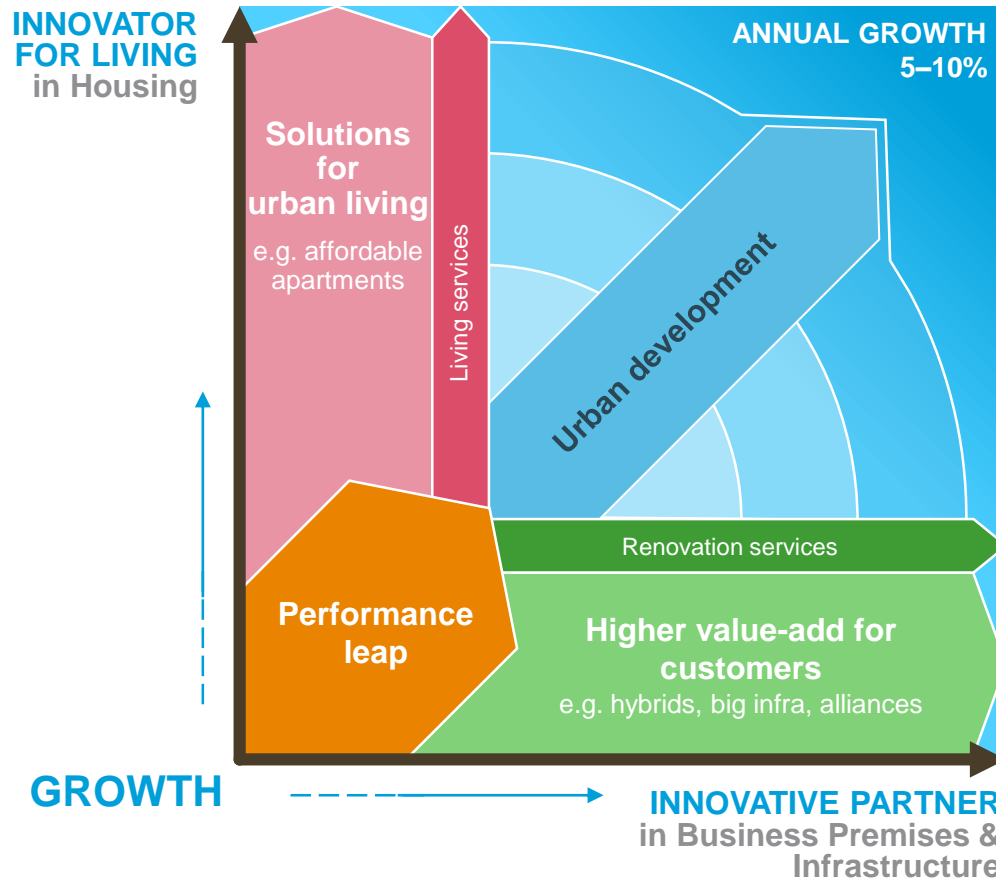 INNOVATOR
FOR LIVING
in Housing
ANNUAL GROWTH
5–10%
Solutions
for
urban living
e.g. affordable
apartments
Living services
Urban development
Renovation services
Performance
leap
Higher value-add for
customers
e.g. hybrids, big infra, alliances
GROWTH
INNOVATIVE PARTNER
in Business Premises &
Infrastructure